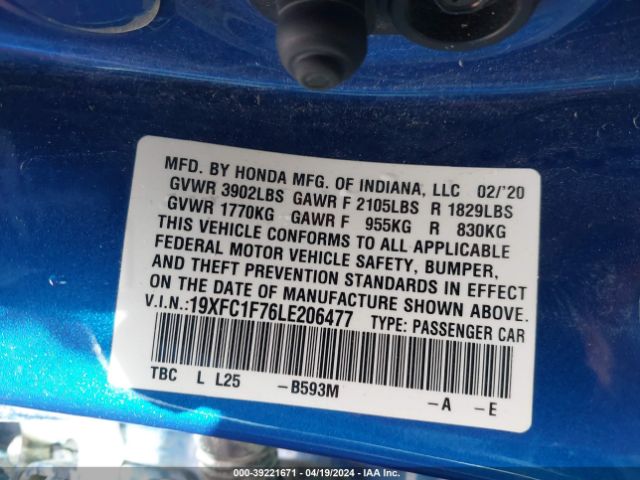 MFD. BY HONDA MFG. OF INDIANA, LLC 02/'20
GVWR 3902LBS GAWR F 2105LBS R 1829LBS
GVWR 1770KG GAWR F 955KG R 830KG
THIS VEHICLE CONFORMS TO ALL APPLICABLE
FEDERAL MOTOR VEHICLE SAFETY, BUMPER,
AND THEFT PREVENTION STANDARDS IN EFFECT
ON THE DATE OF MANUFACTURE SHOWN ABOVE.
V.I.N.:19XFC1F76LE206477 TYPE: PASSENGER CAR
TBC L L25 -B593M -A -E
000-39221671 | 04/19/2024 | IAA Inc.